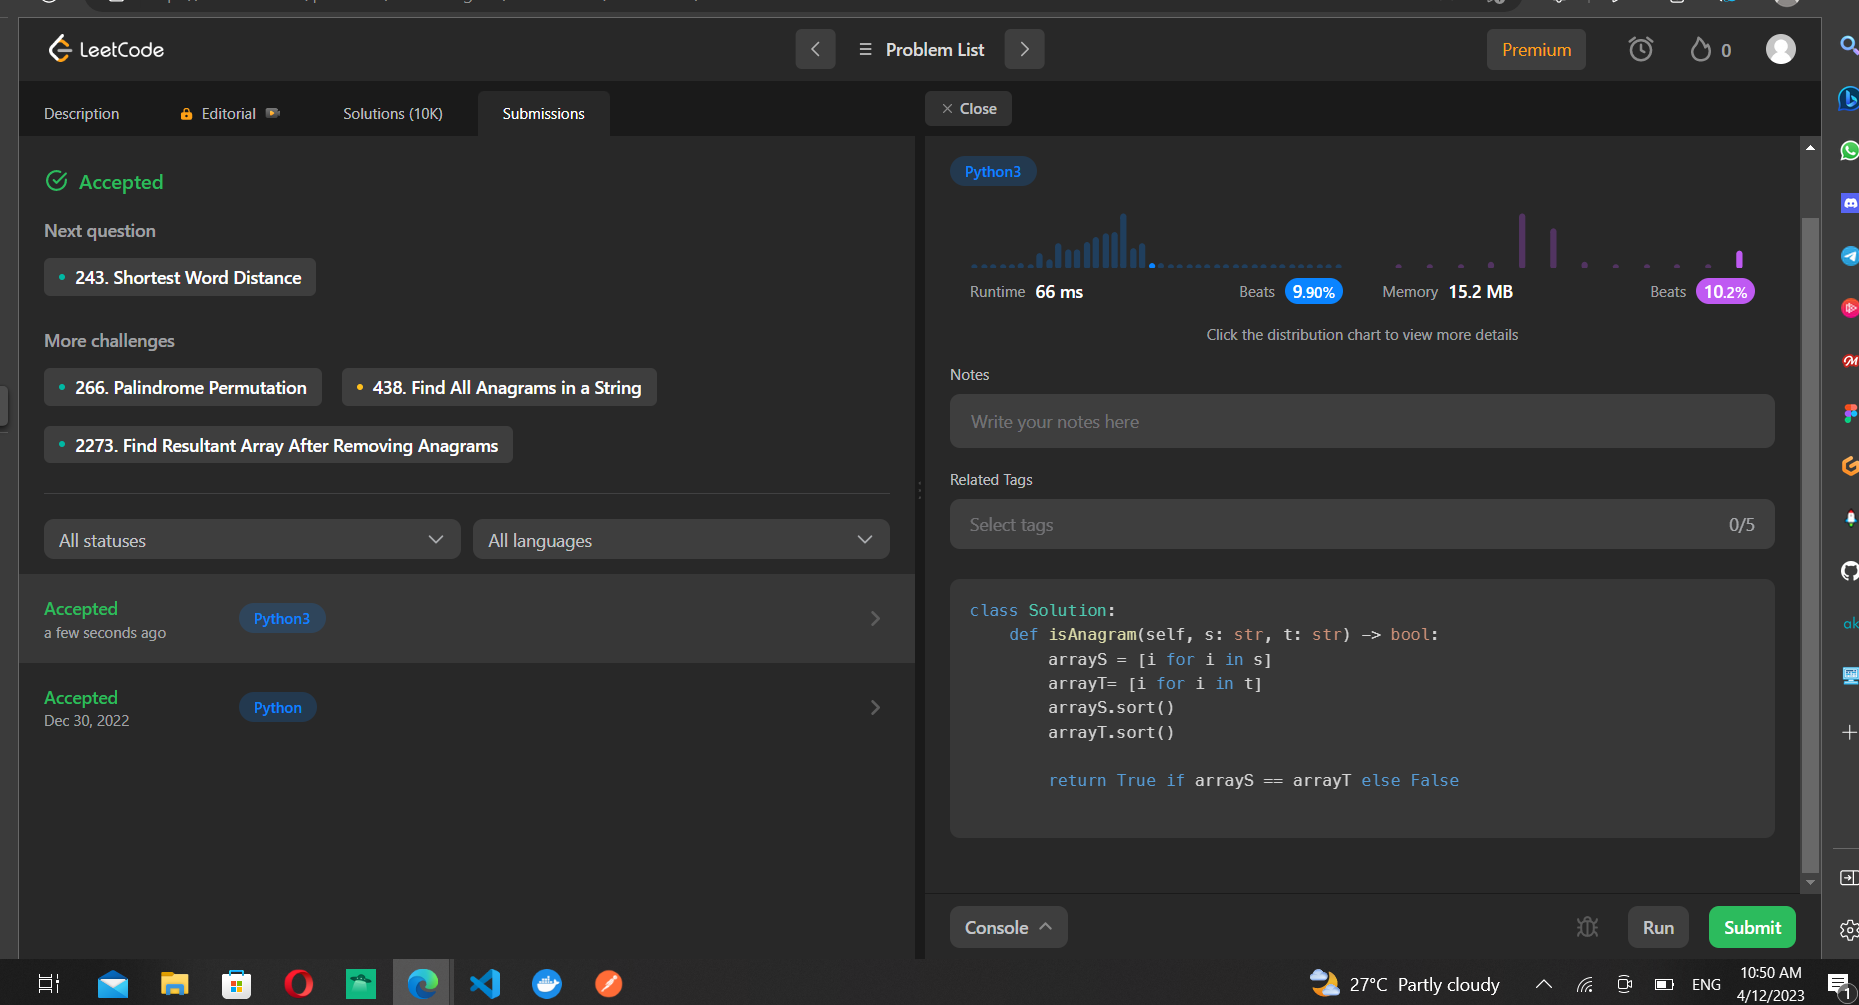 LeetCode
Problem List
Premium
0
Description
Editorial
Solutions (10K)
Submissions
Close
Accepted
Next question
243. Shortest Word Distance
More challenges
266. Palindrome Permutation
438. Find All Anagrams in a String
2273. Find Resultant Array After Removing Anagrams
All statuses
All languages
Accepted
a few seconds ago
Python3
Accepted
Dec 30, 2022
Python
Python3
Runtime 66 ms
Beats 9.90%
Memory 15.2 MB
Beats 10.2%
Click the distribution chart to view more details
Notes
Write your notes here
Related Tags
Select tags
0/5
class Solution:
    def isAnagram(self, s: str, t: str) -> bool:
        arrayS = [i for i in s]
        arrayT= [i for i in t]
        arrayS.sort()
        arrayT.sort()
        return True if arrayS == arrayT else False
Console
Run
Submit
27°C Partly cloudy
ENG
10:50 AM
4/12/2023
1